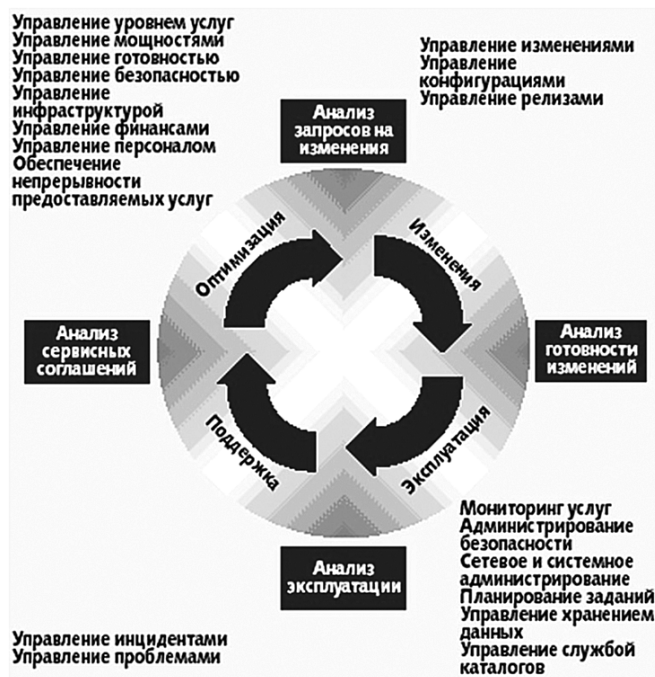 Управление уровнем услуг
Управление мощностями
Управление готовностью
Управление безопасностью
Управление
инфраструктурой
Управление финансами
Управление персоналом
Обеспечение
непрерывности
предоставляемых услуг
Управление изменениями
Управление
конфигурациями
Управление релизами
Анализ
запросов на
изменения
Оптимизация
Изменения
Анализ
сервисных
соглашений
Анализ
готовности
изменений
Поддержка
Эксплуатация
Анализ
эксплуатации
Мониторинг услуг
Администрирование
безопасности
Сетевое и системное
администрирование
Планирование заданий
Управление хранением
данных
Управление службой
каталогов
Управление инцидентами
Управление проблемами